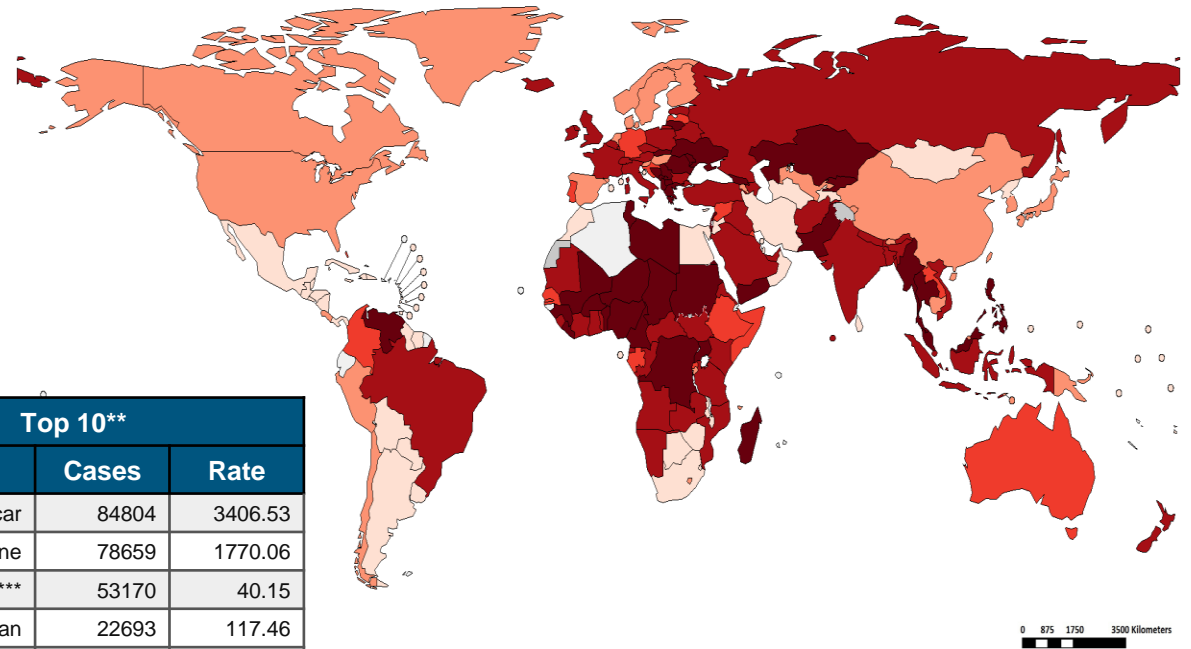 Top 10**
Cases Rate
car 84804 3406.53
ne 78659 1770.06
*** 53170 40.15
an 22693 117.46
0 875 1750 3500 Kilometers